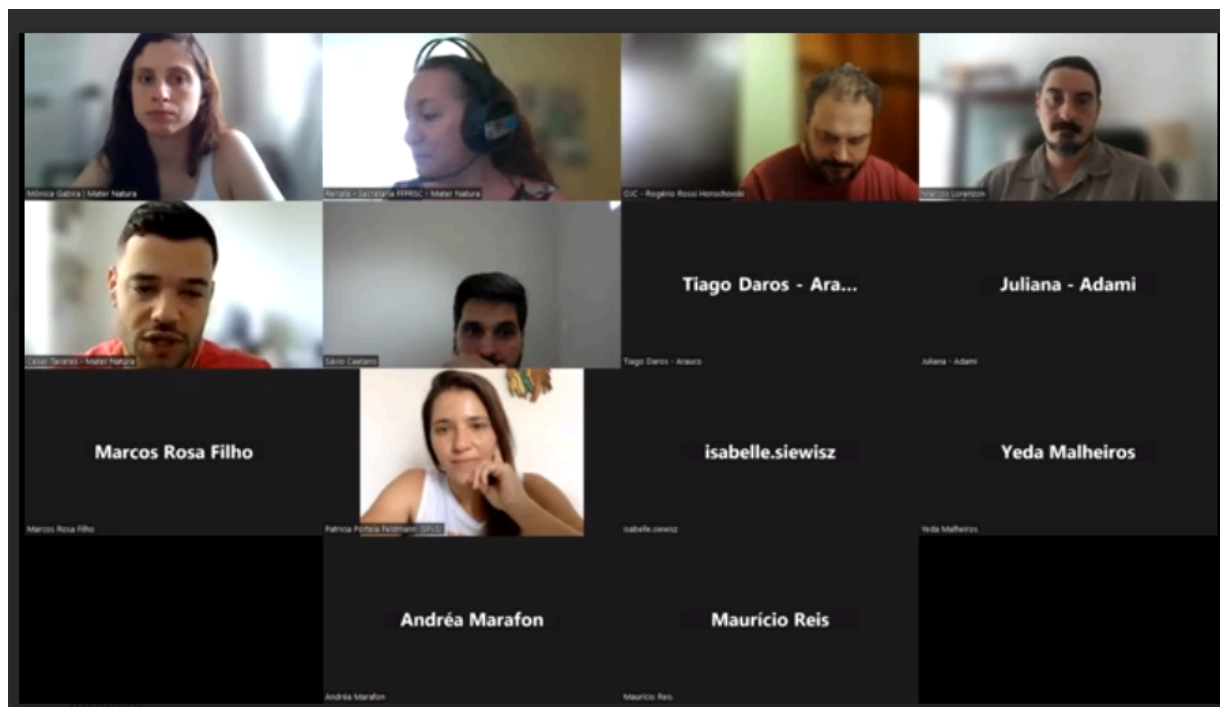 Mônica Gabira | Mater Natura
Renata - Secretaria FFPRSC - Mater Natura
OJC - Rogério Rossi Horochovski
Marcos Lorenzon
César Tavares - Mater Natura
Savio Caetano
Tiago Daros - Ara...
Tiago Daros - Arauco
Juliana - Adami
Juliana - Adami
Marcos Rosa Filho
Marcos Rosa Filho
Patricia Portela Feldmann (SPVS)
isabelle.siewisz
isabelle.siewisz
Yeda Malheiros
Yeda Malheiros
Andréa Marafon
Andréa Marafon
Maurício Reis
Maurício Reis